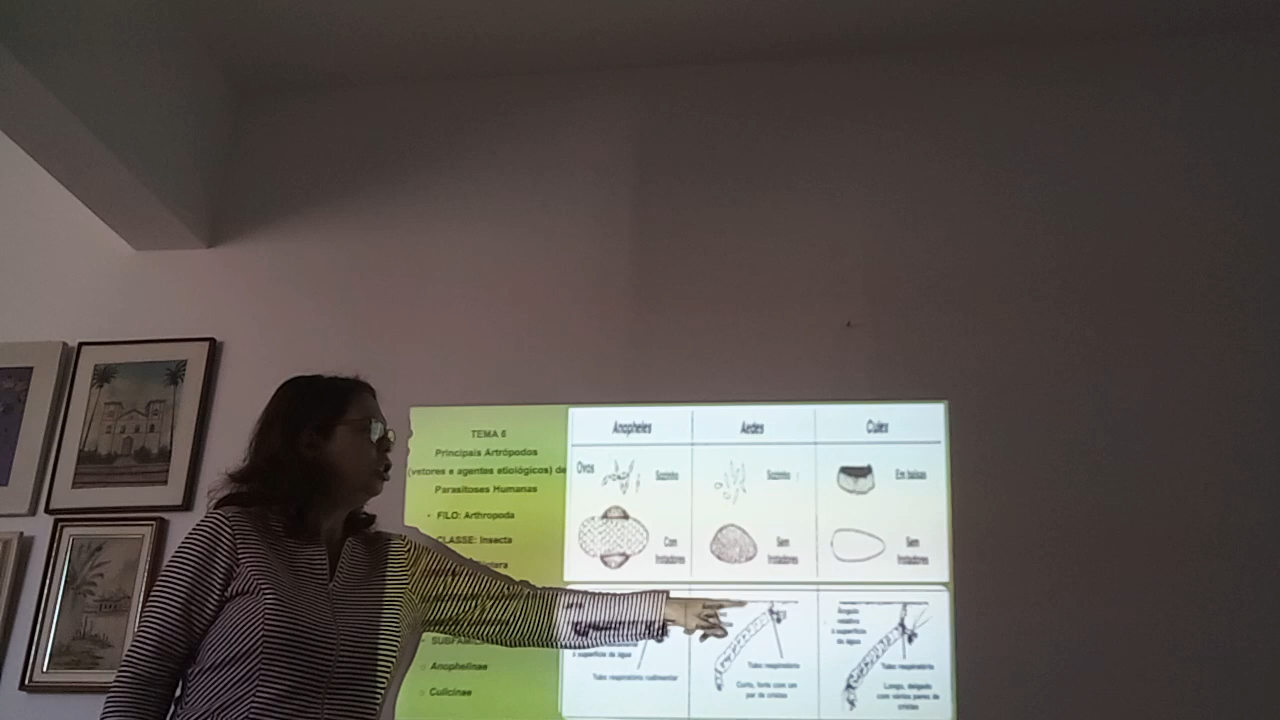 TEMA 6
Principais Artrópodos
(vetores e agentes etiológicos) de
Parasitoses Humanas
• FILO: Arthropoda
CLASSE: Insecta
SUBFAMÍ
○ Anophelinae
○ Culicinae
Anopheles
Aedes
Culex
Ovos
Sozinho
Sozinho
Em balsas
Com
flutuadores
Sem
flutuadores
Sem
flutuadores
à superfície da água
Tubo respiratório rudimentar
Tubo respiratório
Curto, forte com um
par de cristas
Ângulo
relativo
à superfície
da água
Tubo respiratório
Longo, delgado
com vários pares de
cristas